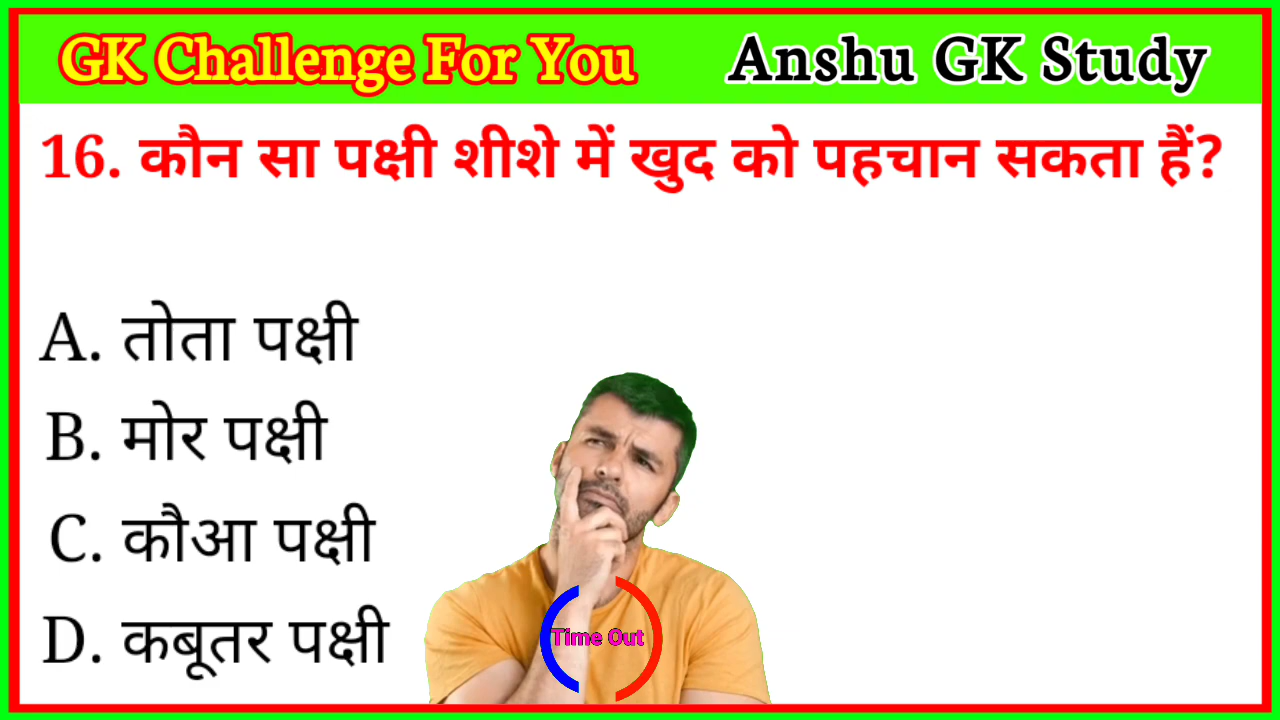 GK Challenge For You Anshu GK Study
16. कौन सा पक्षी शीशे में खुद को पहचान सकता हैं?
A. तोता पक्षी
B. मोर पक्षी
C. कौआ पक्षी
D. कबूतर पक्षी
Time Out